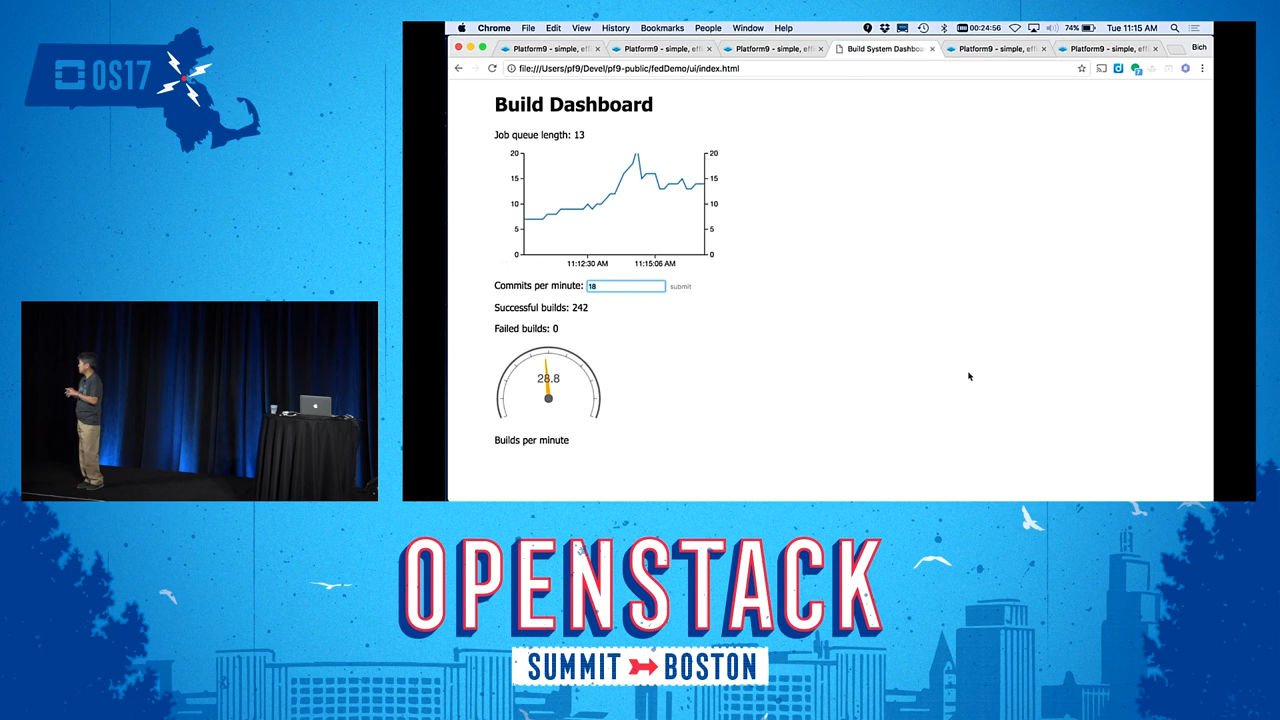 OS17
Chrome File Edit View History Bookmarks People Window Help
00:24:56
74%
Tue 11:15 AM
Platform9 - simple, eff
Platform9 - simple, eff
Platform9 - simple, eff
Build System Dashboa
Platform9 - simple, eff
Platform9 - simple, eff
Bich
file:///Users/pf9/Devel/pf9-public/fedDemo/ui/index.html
Build Dashboard
Job queue length: 13
20 20
15 15
10 10
5 5
0 0
11:12:30 AM 11:15:06 AM
Commits per minute: 18 submit
Successful builds: 242
Failed builds: 0
28.8
Builds per minute
OPENSTACK
SUMMIT BOSTON